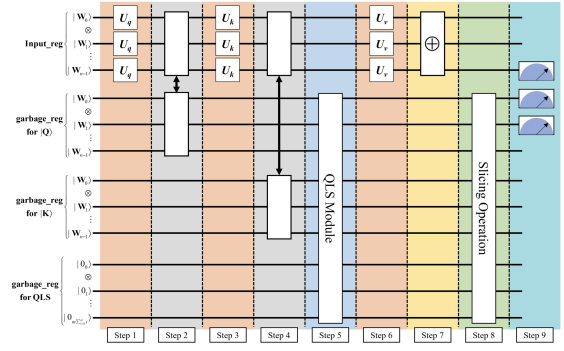 Input_reg
|W₀⟩
⊗
|W₁⟩
⋮
|Wₙ₋₁⟩
U_q
U_q
U_q
U_k
U_k
U_k
U_v
U_v
U_v
⊕
garbage_reg
for |Q⟩
|W₀⟩
⊗
|W₁⟩
⋮
|Wₙ₋₁⟩
garbage_reg
for |K⟩
|W₀⟩
⊗
|W₁⟩
⋮
|Wₙ₋₁⟩
QLS Module
Slicing Operation
garbage_reg
for QLS
|0₀⟩
⊗
|0₁⟩
⋮
Step 1 Step 2 Step 3 Step 4 Step 5 Step 6 Step 7 Step 8 Step 9